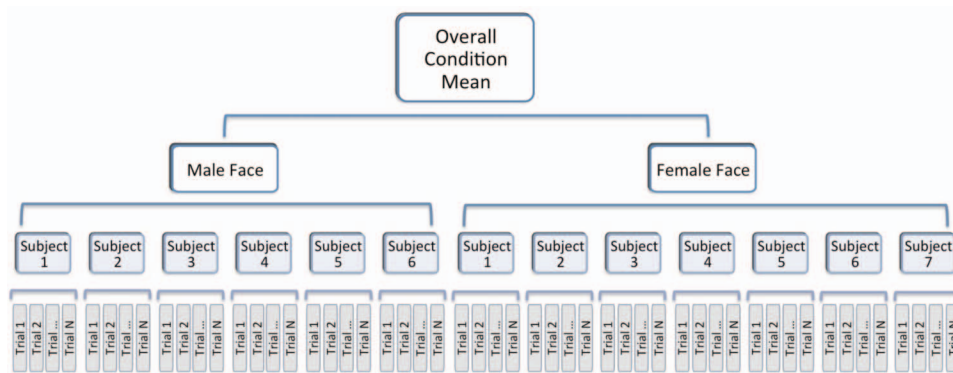 Overall
Condition
Mean
Male Face
Female Face
Subject
1
Subject
2
Subject
3
Subject
4
Subject
5
Subject
6
Subject
1
Subject
2
Subject
3
Subject
4
Subject
5
Subject
6
Subject
7
Trial 1
Trial 2
Trial ...
Trial N
Trial 1
Trial 2
Trial ...
Trial N
Trial 1
Trial 2
Trial ...
Trial N
Trial 1
Trial 2
Trial ...
Trial N
Trial 1
Trial 2
Trial ...
Trial N
Trial 1
Trial 2
Trial ...
Trial N
Trial 1
Trial 2
Trial ...
Trial N
Trial 1
Trial 2
Trial ...
Trial N
Trial 1
Trial 2
Trial ...
Trial N
Trial 1
Trial 2
Trial ...
Trial N
Trial 1
Trial 2
Trial ...
Trial N
Trial 1
Trial 2
Trial ...
Trial N
Trial 1
Trial 2
Trial ...
Trial N